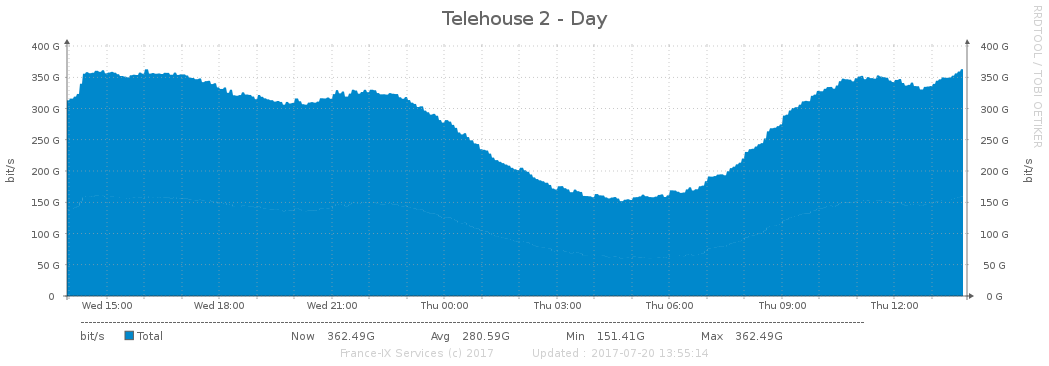 Telehouse 2 - Day
RRDTOOL / TOBI OETIKER
400 G 400 G
350 G 350 G
300 G 300 G
250 G 250 G
200 G 200 G
150 G 150 G
100 G 100 G
50 G 50 G
0 0 G
bit/s bit/s
Wed 15:00 Wed 18:00 Wed 21:00 Thu 00:00 Thu 03:00 Thu 06:00 Thu 09:00 Thu 12:00
bit/s Total Now 362.49G Avg 280.59G Min 151.41G Max 362.49G
France-IX Services (c) 2017 Updated : 2017-07-20 13:55:14